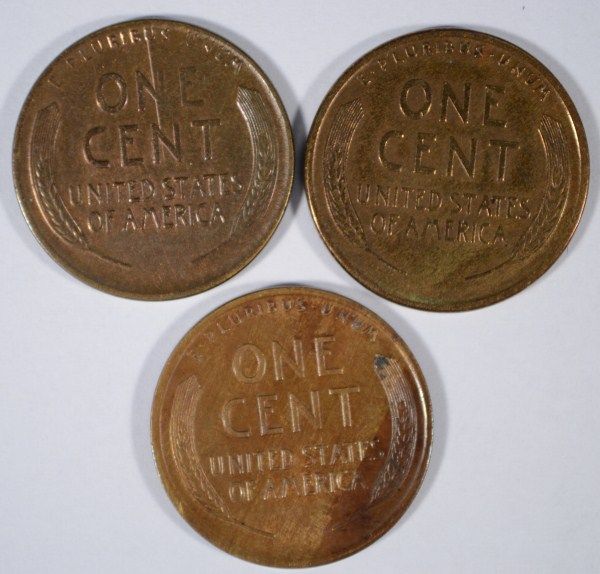 E·PLURIBUS·UNUM
ONE
CENT
UNITED STATES
OF AMERICA
E·PLURIBUS·UNUM
ONE
CENT
UNITED STATES
OF AMERICA
E·PLURIBUS·UNUM
ONE
CENT
UNITED STATES
OF AMERICA